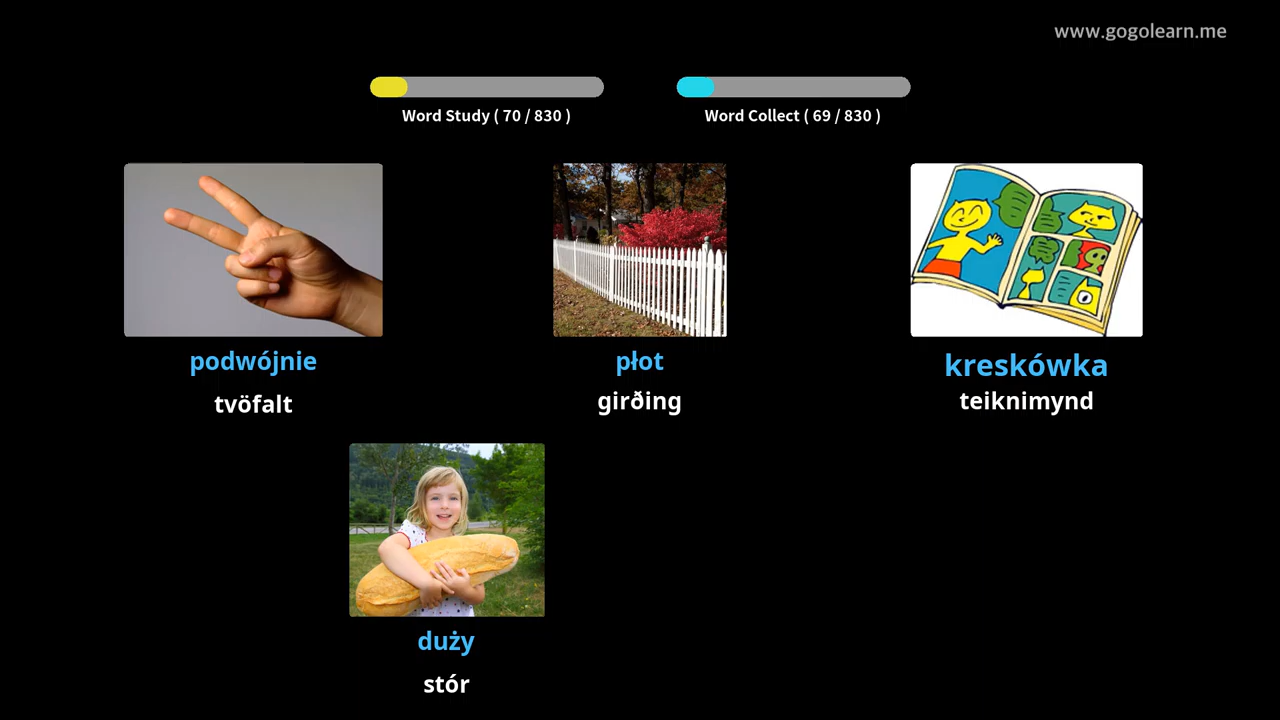 www.gogolearn.me
Word Study ( 70 / 830 )
Word Collect ( 69 / 830 )
podwójnie
tvöfalt
płot
girðing
kreskówka
teiknimynd
duży
stór